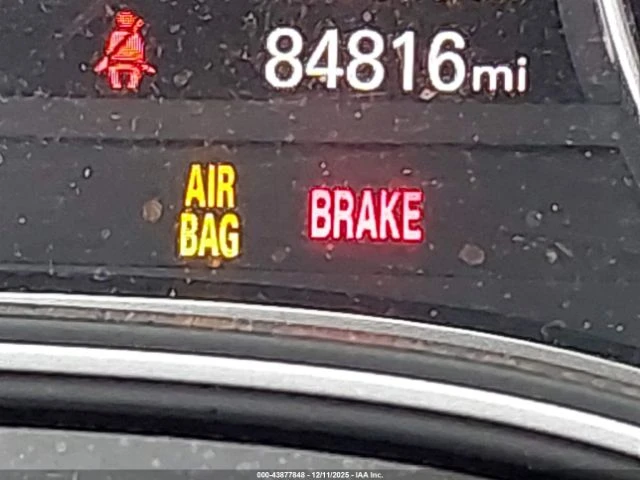 84816mi
AIR
BAG
BRAKE
000-43877848 - 12/11/2025 - IAA Inc.